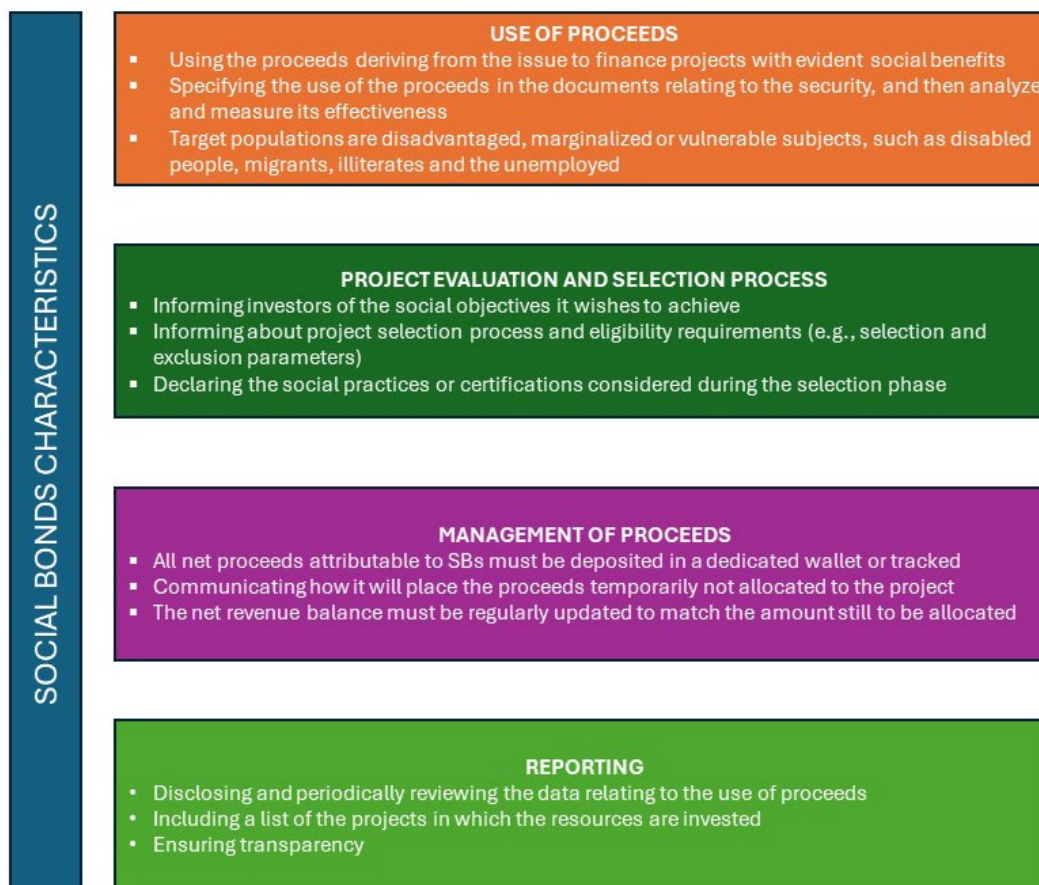 SOCIAL BONDS CHARACTERISTICS
USE OF PROCEEDS
▪ Using the proceeds deriving from the issue to finance projects with evident social benefits
▪ Specifying the use of the proceeds in the documents relating to the security, and then analyze
and measure its effectiveness
▪ Target populations are disadvantaged, marginalized or vulnerable subjects, such as disabled
people, migrants, illiterates and the unemployed
PROJECT EVALUATION AND SELECTION PROCESS
▪ Informing investors of the social objectives it wishes to achieve
▪ Informing about project selection process and eligibility requirements (e.g., selection and
exclusion parameters)
▪ Declaring the social practices or certifications considered during the selection phase
MANAGEMENT OF PROCEEDS
▪ All net proceeds attributable to SBs must be deposited in a dedicated wallet or tracked
▪ Communicating how it will place the proceeds temporarily not allocated to the project
▪ The net revenue balance must be regularly updated to match the amount still to be allocated
REPORTING
• Disclosing and periodically reviewing the data relating to the use of proceeds
• Including a list of the projects in which the resources are invested
• Ensuring transparency